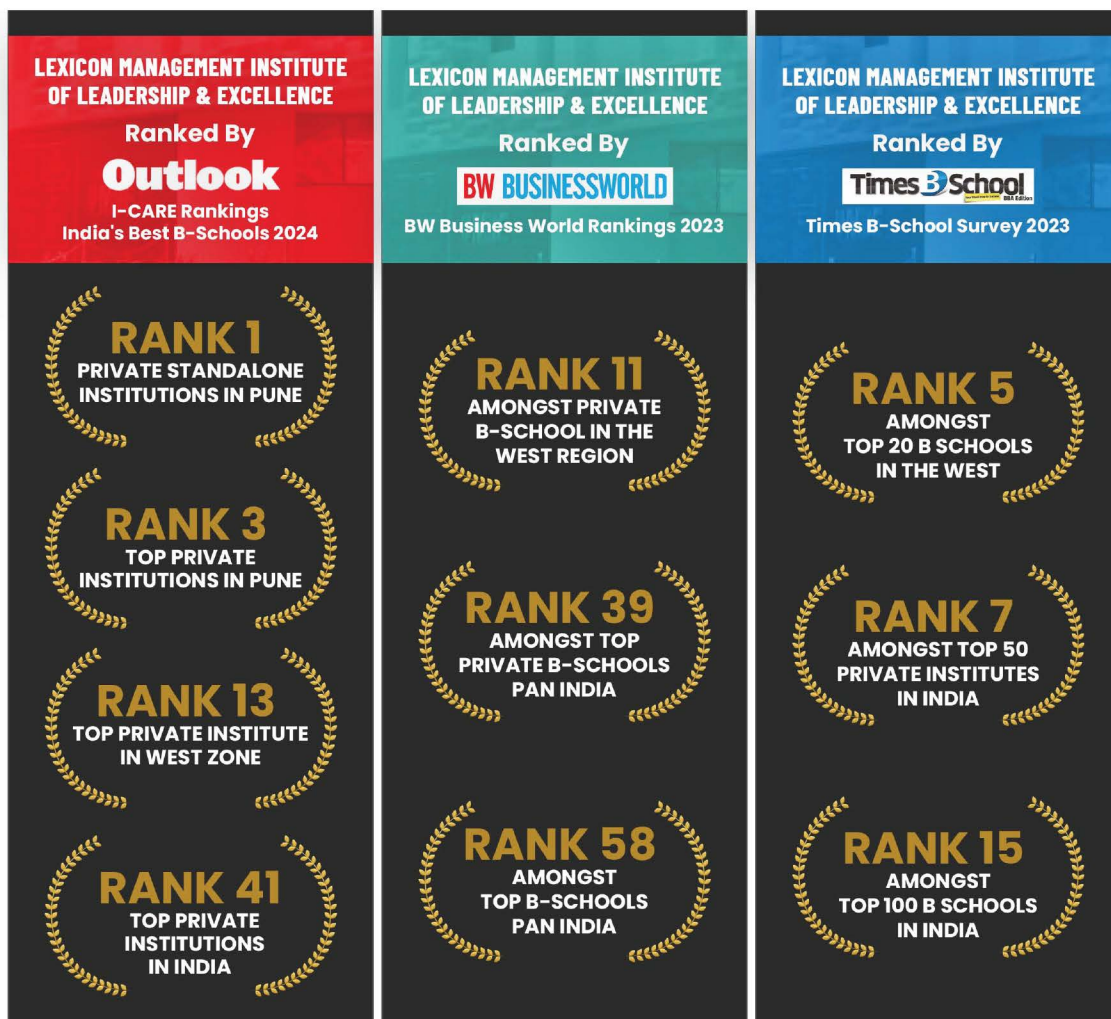 LEXICON MANAGEMENT INSTITUTE
OF LEADERSHIP & EXCELLENCE
Ranked By
Outlook
I-CARE Rankings
India's Best B-Schools 2024
RANK 1
PRIVATE STANDALONE
INSTITUTIONS IN PUNE
RANK 3
TOP PRIVATE
INSTITUTIONS IN PUNE
RANK 13
TOP PRIVATE INSTITUTE
IN WEST ZONE
RANK 41
TOP PRIVATE
INSTITUTIONS
IN INDIA
LEXICON MANAGEMENT INSTITUTE
OF LEADERSHIP & EXCELLENCE
Ranked By
BW BUSINESSWORLD
BW Business World Rankings 2023
RANK 11
AMONGST PRIVATE
B-SCHOOL IN THE
WEST REGION
RANK 39
AMONGST TOP
PRIVATE B-SCHOOLS
PAN INDIA
RANK 58
AMONGST
TOP B-SCHOOLS
PAN INDIA
LEXICON MANAGEMENT INSTITUTE
OF LEADERSHIP & EXCELLENCE
Ranked By
Times B School
BBA Edition
Times B-School Survey 2023
RANK 5
AMONGST
TOP 20 B SCHOOLS
IN THE WEST
RANK 7
AMONGST TOP 50
PRIVATE INSTITUTES
IN INDIA
RANK 15
AMONGST
TOP 100 B SCHOOLS
IN INDIA